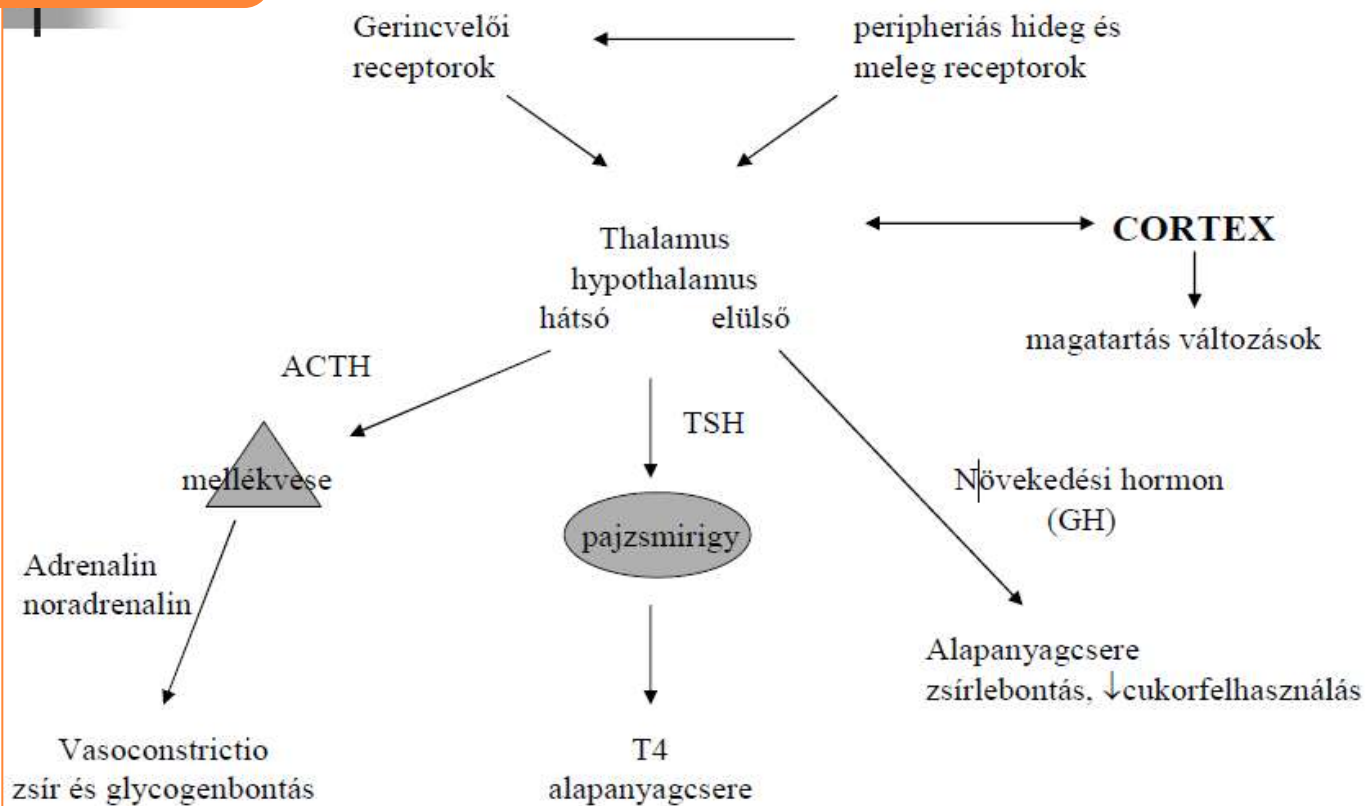 Gerincvelői
receptorok
peripheriás hideg és
meleg receptorok
Thalamus
hypothalamus
hátsó elülső
CORTEX
magatartás változások
ACTH
mellékvese
TSH
pajzsmirigy
Növekedési hormon
(GH)
Adrenalin
noradrenalin
Alapanyagcsere
zsírlebontás, ↓cukorfelhasználás
Vasoconstrictio
zsír és glycogenbontás
T4
alapanyagcsere